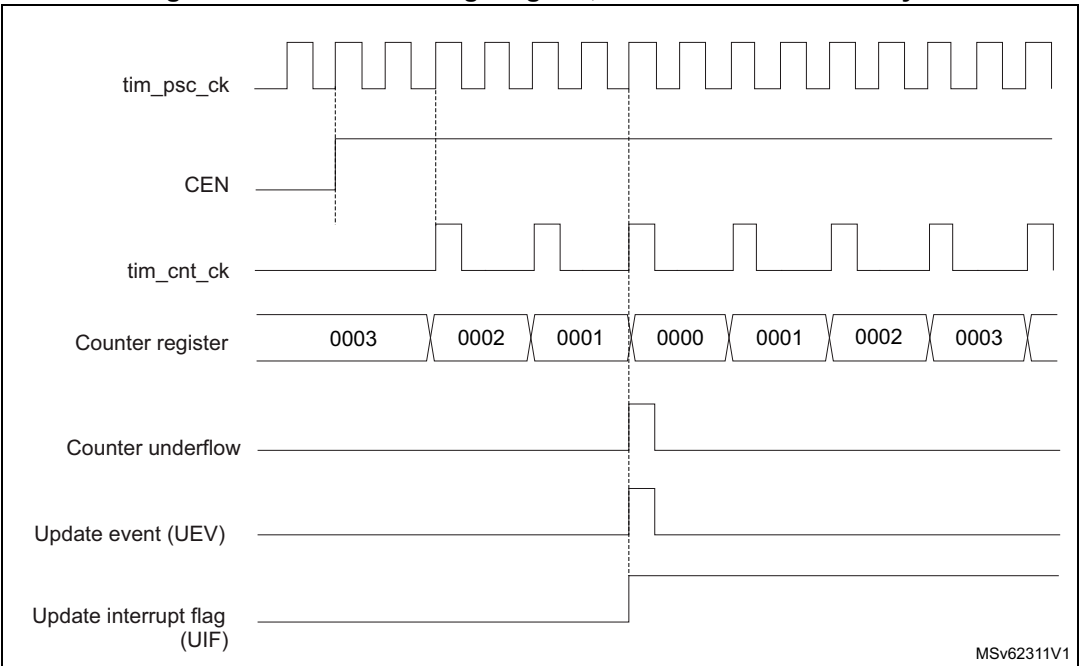 tim_psc_ck
CEN
tim_cnt_ck
Counter register 0003 0002 0001 0000 0001 0002 0003
Counter underflow
Update event (UEV)
Update interrupt flag
(UIF)
MSv62311V1